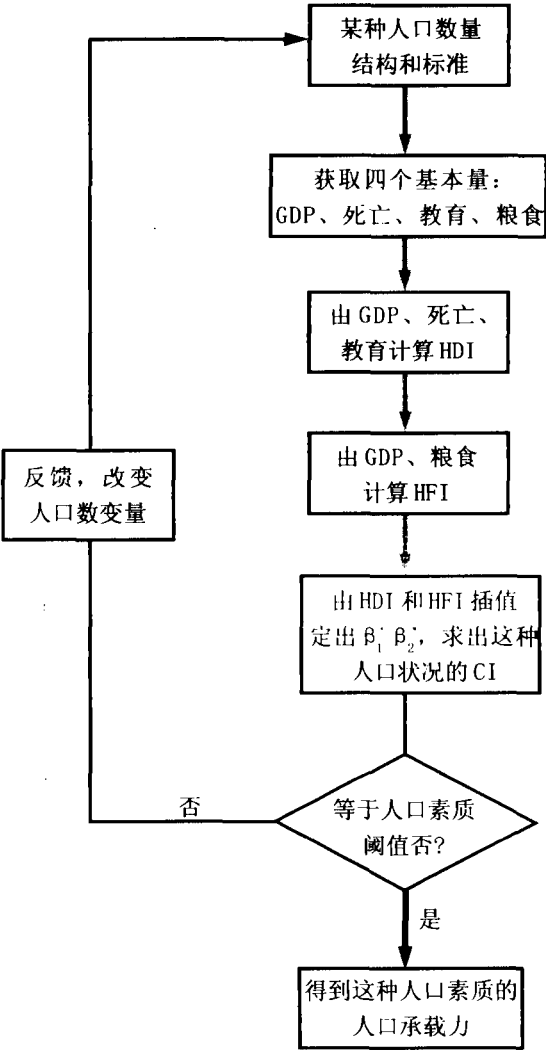 某种人口数量
结构和标准
获取四个基本量：
GDP、死亡、教育、粮食
由GDP、死亡、
教育计算HDI
由GDP、粮食
计算HFI
反馈，改变
人口数变量
由HDI和HFI插值
定出β₁* β₂*，求出这种
人口状况的CI
等于人口素质
阈值否?
否
是
得到这种人口素质的
人口承载力